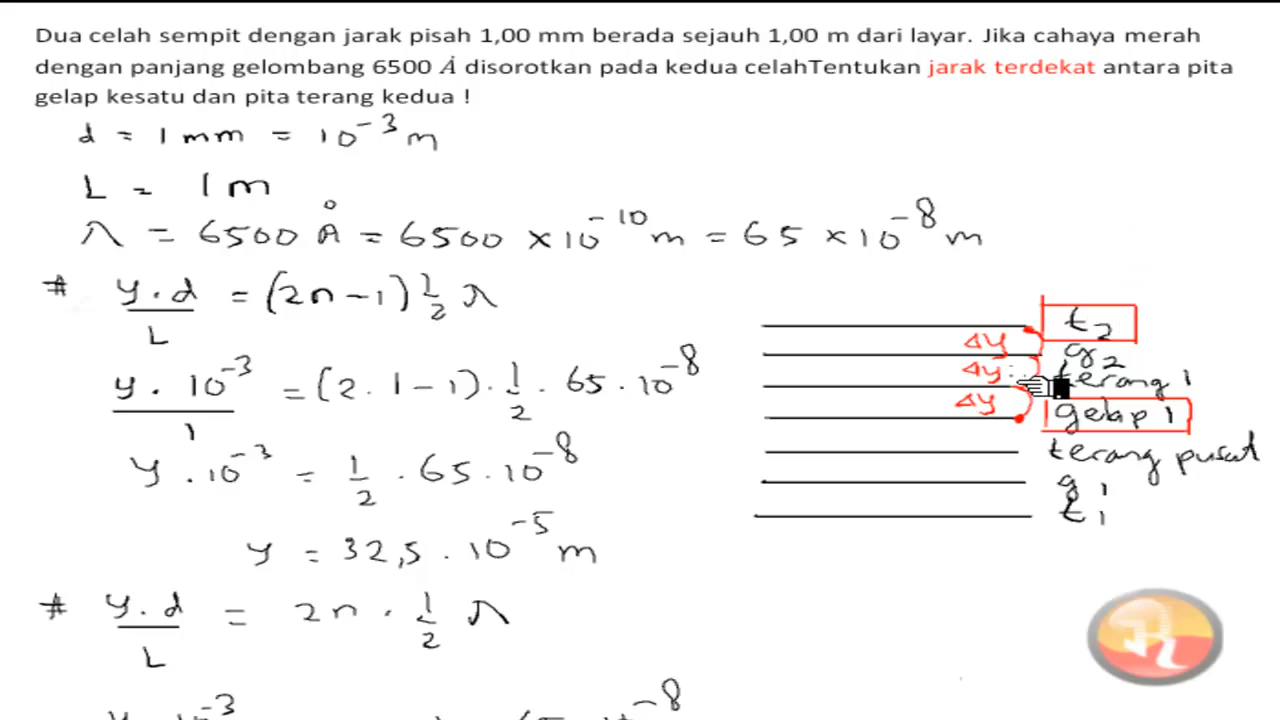 Dua celah sempit dengan jarak pisah 1,00 mm berada sejauh 1,00 m dari layar. Jika cahaya merah
dengan panjang gelombang 6500 Å disorotkan pada kedua celahTentukan jarak terdekat antara pita
gelap kesatu dan pita terang kedua !
d = 1 mm = 10⁻³ m
L = 1 m
λ = 6500 Å = 6500 × 10⁻¹⁰ m = 65 × 10⁻⁸ m
# y.d/L = (2n-1) 1/2 λ
y . 10⁻³/1 = (2.1-1) . 1/2 . 65 . 10⁻⁸
y . 10⁻³ = 1/2 . 65 . 10⁻⁸
y = 32,5 . 10⁻⁵ m
# y.d/L = 2n . 1/2 λ
t2
Δy
g2
Δy
terang 1
Δy
gelap 1
terang pusat
g1
t1